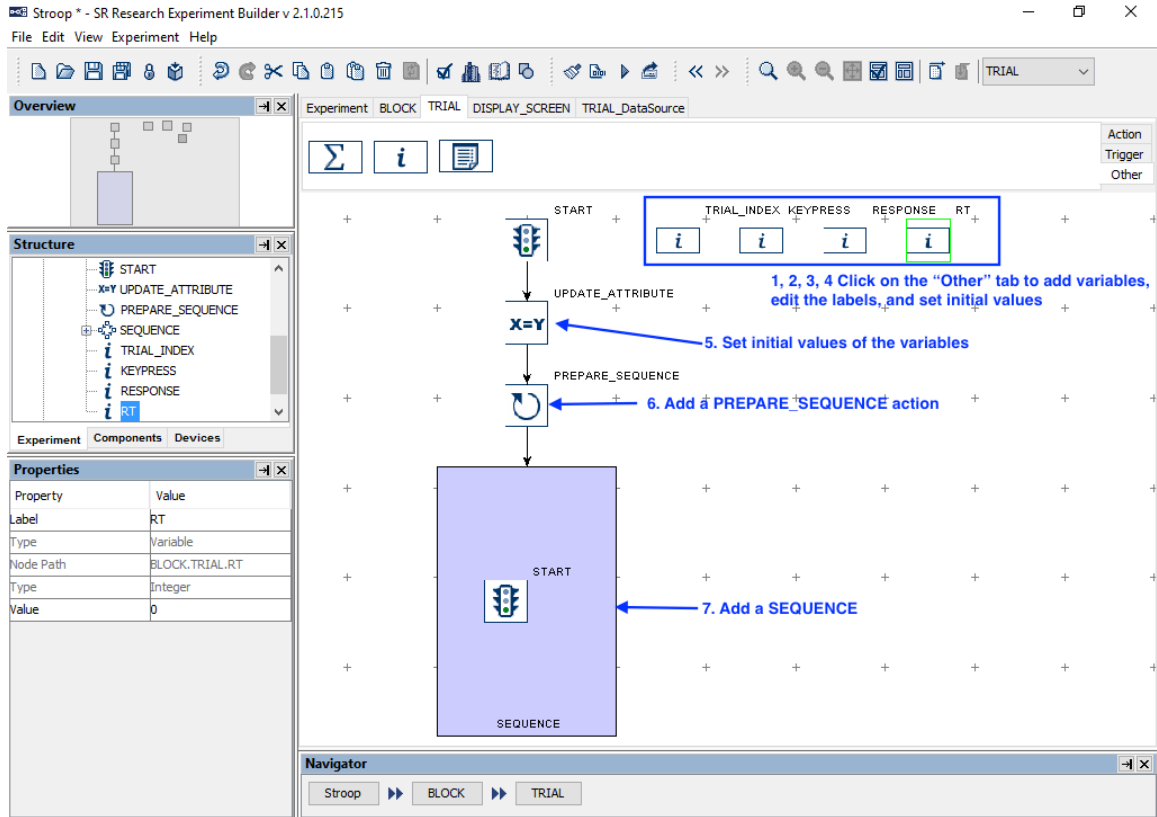 Stroop * - SR Research Experiment Builder v 2.1.0.215
File Edit View Experiment Help
TRIAL
Overview
Experiment BLOCK TRIAL DISPLAY_SCREEN TRIAL_DataSource
Action
Trigger
Other
START
TRIAL_INDEX KEYPRESS RESPONSE RT
1, 2, 3, 4 Click on the “Other” tab to add variables,
edit the labels, and set initial values
UPDATE_ATTRIBUTE
X=Y
5. Set initial values of the variables
PREPARE_SEQUENCE
6. Add a PREPARE_SEQUENCE action
START
7. Add a SEQUENCE
SEQUENCE
Structure
START
X=Y UPDATE_ATTRIBUTE
PREPARE_SEQUENCE
SEQUENCE
i TRIAL_INDEX
i KEYPRESS
i RESPONSE
i RT
Experiment Components Devices
Properties
Property Value
Label RT
Type Variable
Node Path BLOCK.TRIAL.RT
Type Integer
Value 0
Navigator
Stroop BLOCK TRIAL